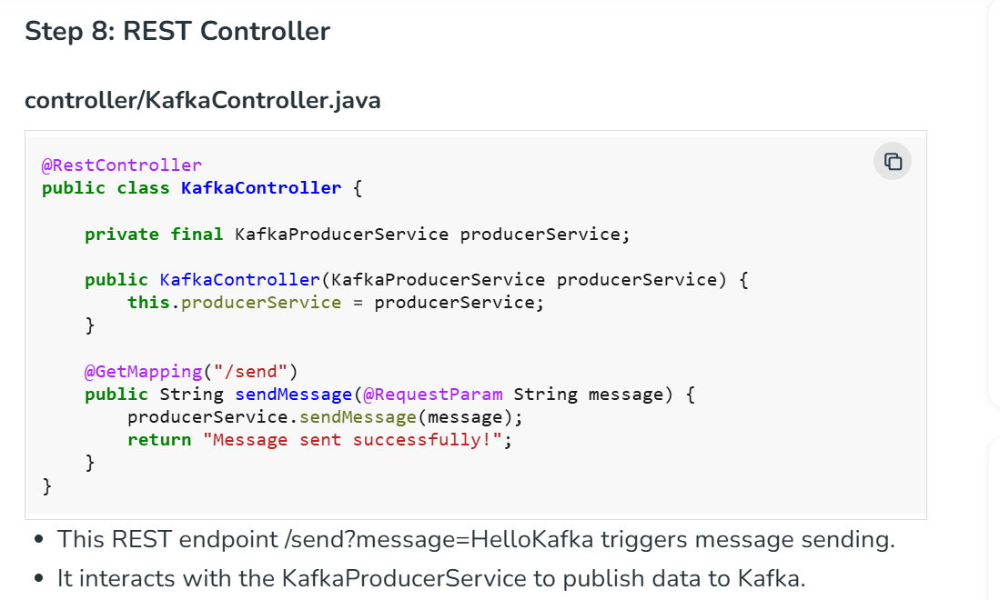 Step 8: REST Controller
controller/KafkaController.java
@RestController
public class KafkaController {
    private final KafkaProducerService producerService;
    public KafkaController(KafkaProducerService producerService) {
        this.producerService = producerService;
    }
    @GetMapping("/send")
    public String sendMessage(@RequestParam String message) {
        producerService.sendMessage(message);
        return "Message sent successfully!";
    }
}
• This REST endpoint /send?message=HelloKafka triggers message sending.
• It interacts with the KafkaProducerService to publish data to Kafka.